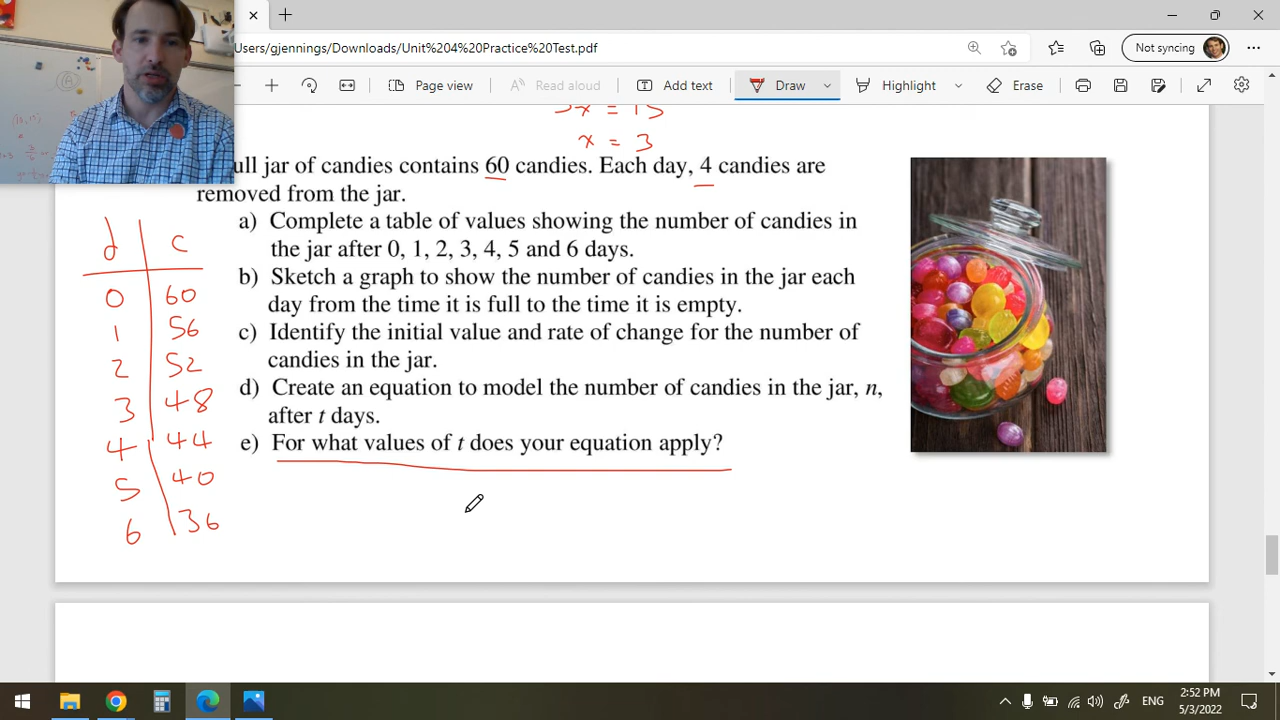 Users/gjennings/Downloads/Unit%204%20Practice%20Test.pdf
Not syncing
Page view
Read aloud
Add text
Draw
Highlight
Erase
x = 3
ull jar of candies contains 60 candies. Each day, 4 candies are
removed from the jar.
a) Complete a table of values showing the number of candies in
the jar after 0, 1, 2, 3, 4, 5 and 6 days.
b) Sketch a graph to show the number of candies in the jar each
day from the time it is full to the time it is empty.
c) Identify the initial value and rate of change for the number of
candies in the jar.
d) Create an equation to model the number of candies in the jar, n,
after t days.
e) For what values of t does your equation apply?
d c
0 60
1 56
2 52
3 48
4 44
5 40
6 36
ENG
2:52 PM
5/3/2022